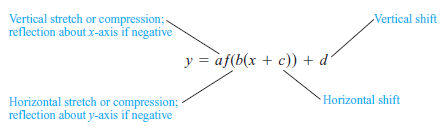 Vertical stretch or compression;
reflection about x-axis if negative
Vertical shift
y = af(b(x + c)) + d
Horizontal stretch or compression;
reflection about y-axis if negative
Horizontal shift